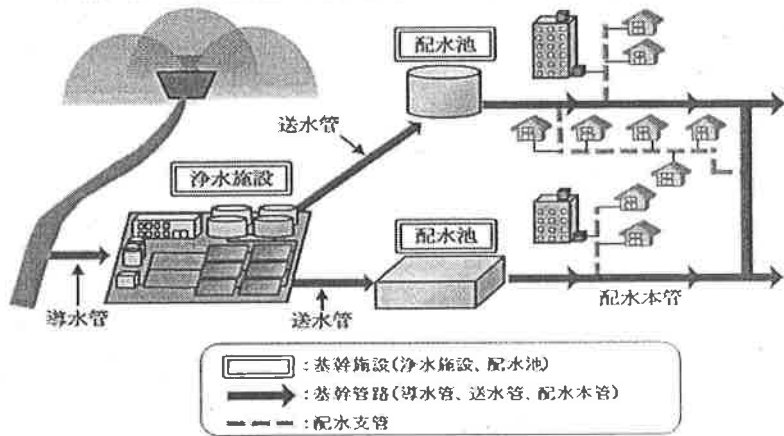 配水池
送水管
浄水施設
配水池
導水管
送水管
配水本管
：基幹施設(浄水施設、配水池)
：基幹管路(導水管、送水管、配水本管)
：配水支管